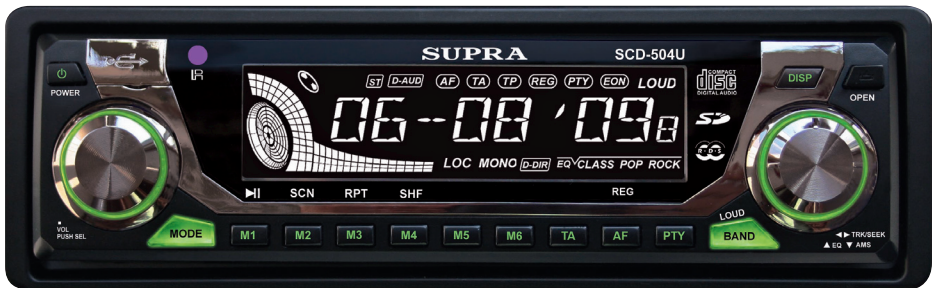 SUPRA SCD-504U
IR
POWER
DISP
OPEN
ST D-AUD AF TA TP REG PTY EON LOUD
COMPACT
disc
DIGITAL AUDIO
06--08 '09 8
SD
R·D·S
LOC MONO D-DIR EQ CLASS POP ROCK
SCN RPT SHF REG
VOL
PUSH SEL
MODE M1 M2 M3 M4 M5 M6 TA AF PTY
LOUD
BAND
◄ ► TRK/SEEK
▲ EQ ▼ AMS